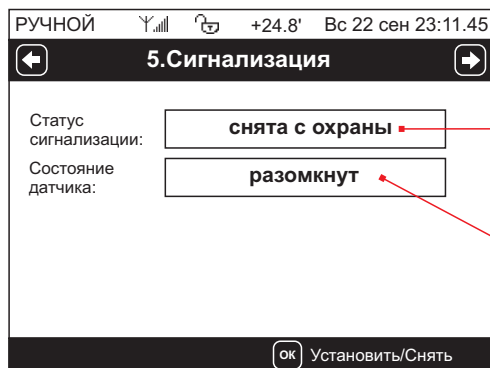 РУЧНОЙ +24.8' Вс 22 сен 23:11.45
5.Сигнализация
Статус
сигнализации:
снята с охраны
Состояние
датчика:
разомкнут
ок Установить/Снять